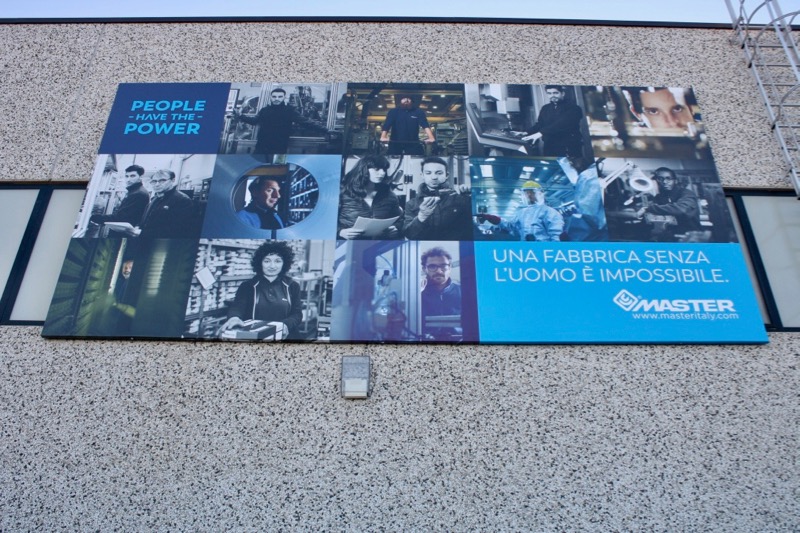 PEOPLE
- HAVE THE -
POWER
UNA FABBRICA SENZA
L'UOMO È IMPOSSIBILE.
MASTER
www.masteritaly.com